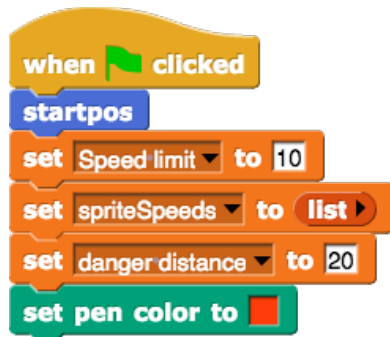 when clicked
startpos
set Speed limit to 10
set spriteSpeeds to list
set danger distance to 20
set pen color to